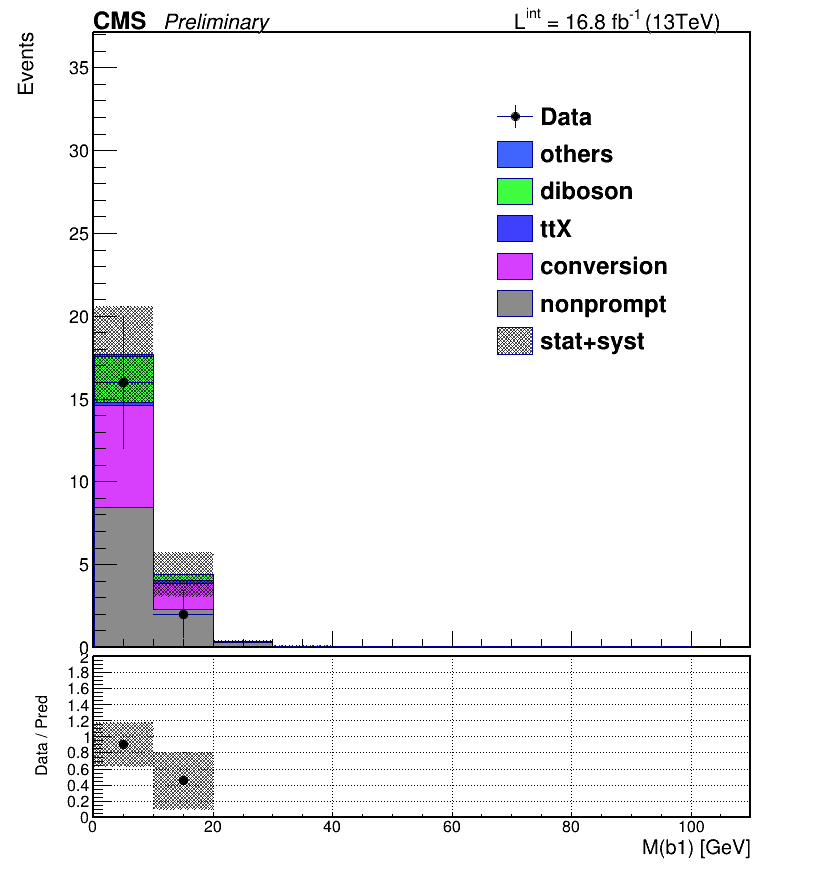 CMS Preliminary L^int = 16.8 fb^-1 (13TeV)
Events
35
30
25
20
15
10
5
0
Data
others
diboson
ttX
conversion
nonprompt
stat+syst
Data / Pred
2
1.8
1.6
1.4
1.2
1
0.8
0.6
0.4
0.2
0
0 20 40 60 80 100
M(b1) [GeV]